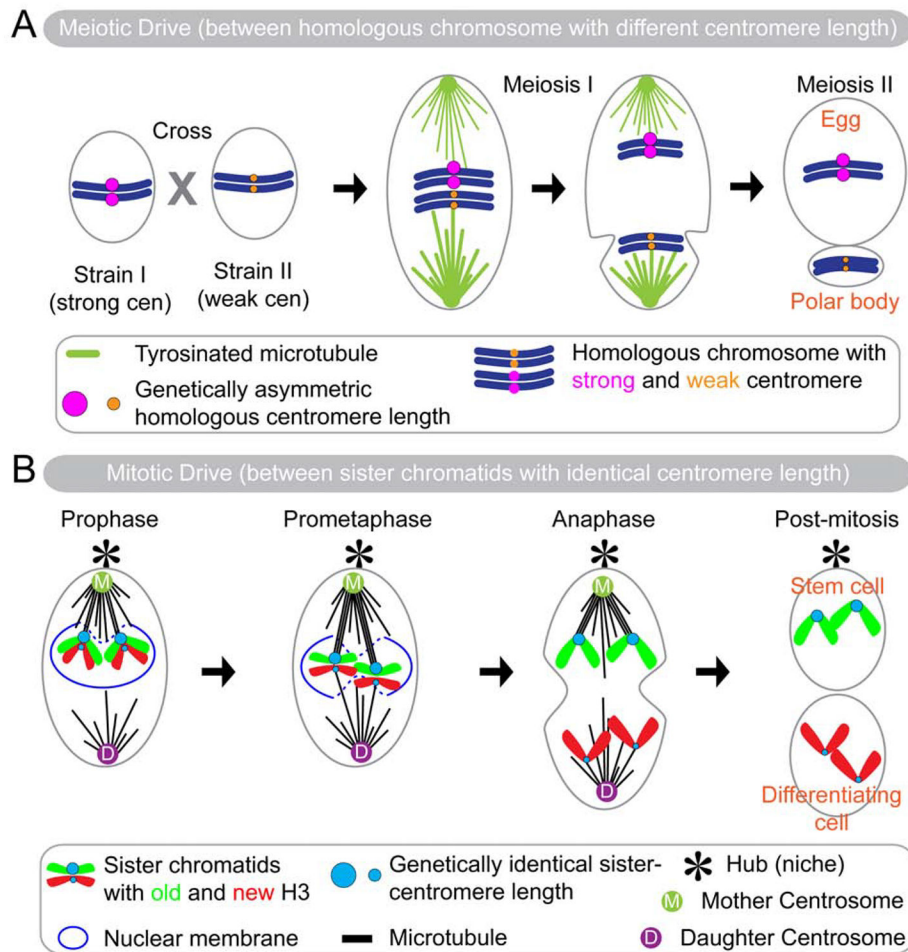 A
Meiotic Drive (between homologous chromosome with different centromere length)
Cross
X
Strain I
(strong cen)
Strain II
(weak cen)
Meiosis I
Meiosis II
Egg
Polar body
Tyrosinated microtubule
Genetically asymmetric
homologous centromere length
Homologous chromosome with
strong and weak centromere
B
Mitotic Drive (between sister chromatids with identical centromere length)
Prophase
Prometaphase
Anaphase
Post-mitosis
M
M
M
Stem cell
D
D
D
Differentiating
cell
Sister chromatids
with old and new H3
Genetically identical sister-
centromere length
Hub (niche)
M Mother Centrosome
Nuclear membrane
Microtubule
D Daughter Centrosome